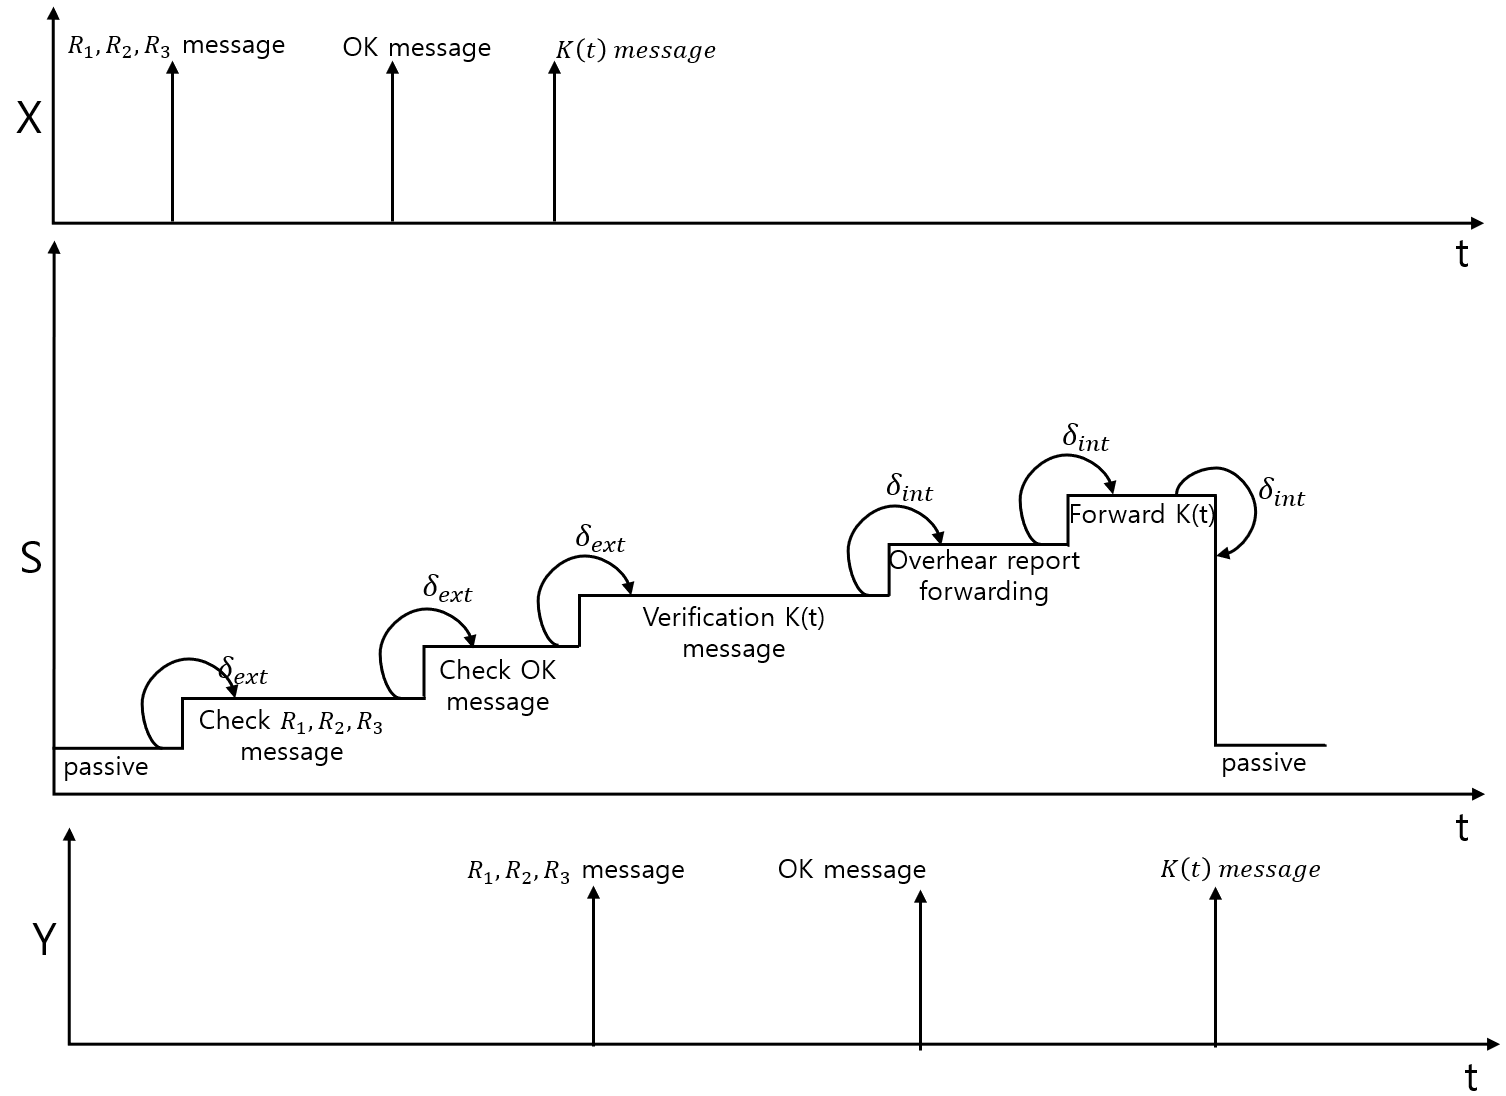 R₁, R₂, R₃ message
OK message
K(t) message
X
t
S
δint
δint
δint
Forward K(t)
δext
Overhear report
forwarding
δext
Verification K(t)
message
δext
Check OK
message
Check R₁, R₂, R₃
message
passive
passive
t
R₁, R₂, R₃ message
OK message
K(t) message
Y
t